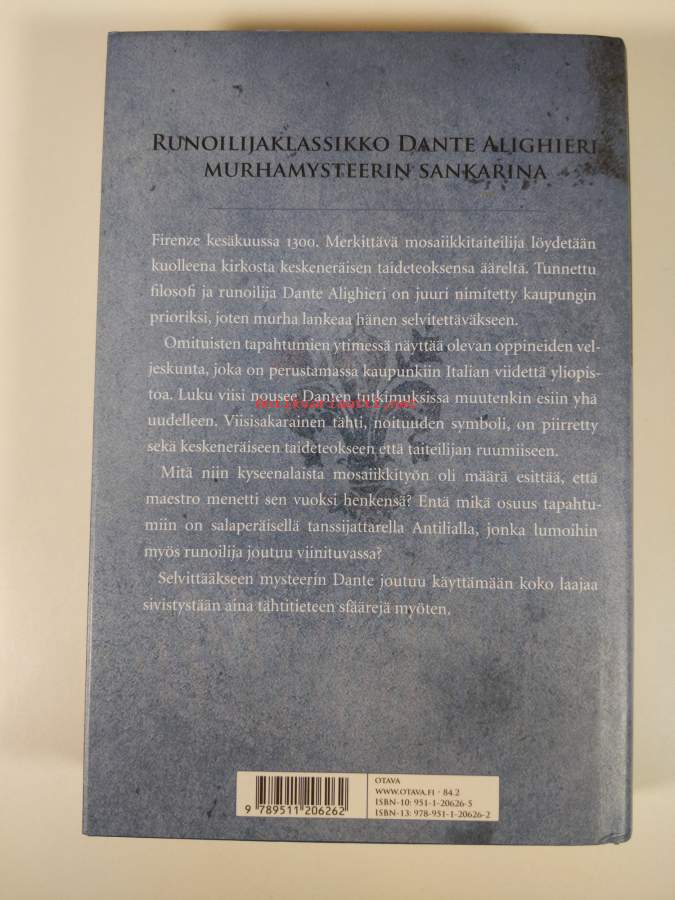 RUNOILIJAKLASSIKKO DANTE ALIGHIERI
MURHAMYSTEERIN SANKARINA
Firenze kesäkuussa 1300. Merkittävä mosaiikkitaiteilija löydetään
kuolleena kirkosta keskeneräisen taideteoksensa ääreltä. Tunnettu
filosofi ja runoilija Dante Alighieri on juuri nimitetty kaupungin
prioriksi, joten murha lankeaa hänen selvitettäväkseen.
Omituisten tapahtumien ytimessä näyttää olevan oppineiden vel-
jeskunta, joka on perustamassa kaupunkiin Italian viidettä yliopis-
toa. Luku viisi nousee Danten tutkimuksissa muutenkin esiin yhä
uudelleen. Viisisakarainen tähti, noituuden symboli, on piirretty
sekä keskeneräiseen taideteokseen että taiteilijan ruumiiseen.
Mitä niin kyseenalaista mosaiikkityön oli määrä esittää, että
maestro menetti sen vuoksi henkensä? Entä mikä osuus tapahtu-
miin on salaperäisellä tanssijattarella Antilialla, jonka lumoihin
myös runoilija joutuu viinituvassa?
Selvittääkseen mysteerin Dante joutuu käyttämään koko laajaa
sivistystään aina tähtitieteen sfäärejä myöten.
OTAVA
WWW.OTAVA.FI · 84.2
ISBN-10: 951-1-20626-5
ISBN-13: 978-951-1-20626-2
9 789511 206262